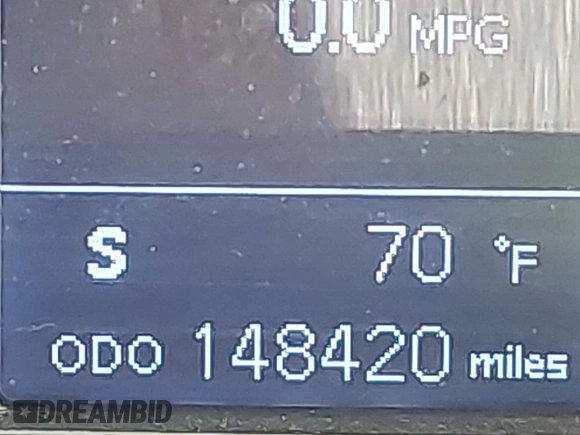 0.0 MPG
S 70 °F
ODO 148420 miles
DREAMBID